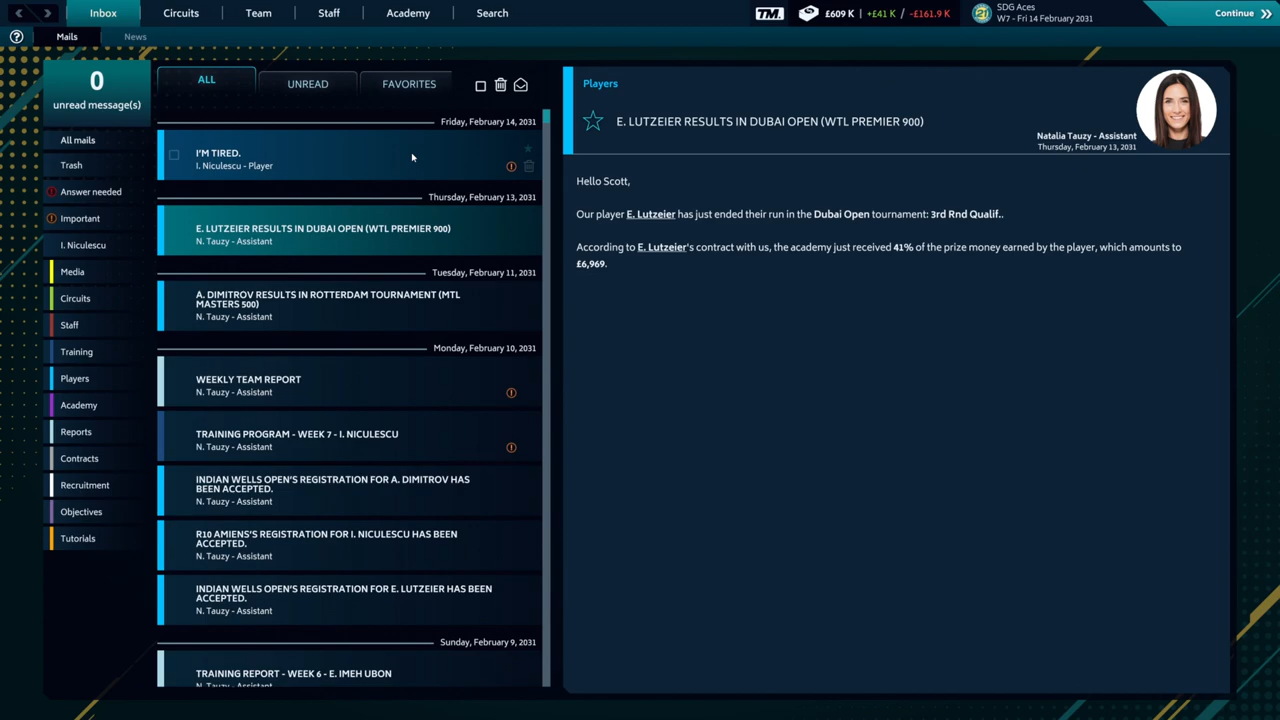 Inbox
Circuits
Team
Staff
Academy
Search
TM.
£609 K | +£41 K / -£161.9K
21
SDG Aces
W7 - Fri 14 February 2031
Continue
?
Mails
News
0
unread message(s)
All mails
Trash
Answer needed
Important
I. Niculescu
Media
Circuits
Staff
Training
Players
Academy
Reports
Contracts
Recruitment
Objectives
Tutorials
ALL
UNREAD
FAVORITES
Friday, February 14, 2031
I'M TIRED.
I. Niculescu - Player
Thursday, February 13, 2031
E. LUTZEIER RESULTS IN DUBAI OPEN (WTL PREMIER 900)
N. Tauzy - Assistant
Tuesday, February 11, 2031
A. DIMITROV RESULTS IN ROTTERDAM TOURNAMENT (MTL
MASTERS 500)
N. Tauzy - Assistant
Monday, February 10, 2031
WEEKLY TEAM REPORT
N. Tauzy - Assistant
TRAINING PROGRAM - WEEK 7 - I. NICULESCU
N. Tauzy - Assistant
INDIAN WELLS OPEN'S REGISTRATION FOR A. DIMITROV HAS
BEEN ACCEPTED.
N. Tauzy - Assistant
R10 AMIENS'S REGISTRATION FOR I. NICULESCU HAS BEEN
ACCEPTED.
N. Tauzy - Assistant
INDIAN WELLS OPEN'S REGISTRATION FOR E. LUTZEIER HAS BEEN
ACCEPTED.
N. Tauzy - Assistant
Sunday, February 9, 2031
TRAINING REPORT - WEEK 6 - E. IMEH UBON
N. Tauzy - Assistant
Players
E. LUTZEIER RESULTS IN DUBAI OPEN (WTL PREMIER 900)
Natalia Tauzy - Assistant
Thursday, February 13, 2031
Hello Scott,
Our player E. Lutzeier has just ended their run in the Dubai Open tournament: 3rd Rnd Qualif..
According to E. Lutzeier's contract with us, the academy just received 41% of the prize money earned by the player, which amounts to
£6,969.